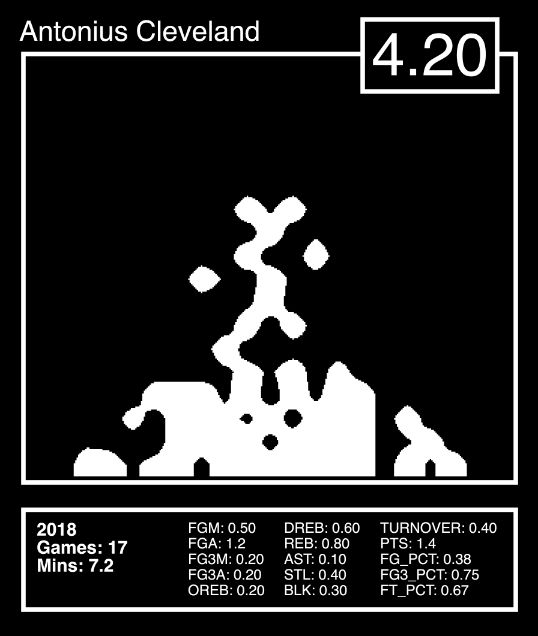 Antonius Cleveland
4.20
2018
Games: 17
Mins: 7.2
FGM: 0.50
FGA: 1.2
FG3M: 0.20
FG3A: 0.20
OREB: 0.20
DREB: 0.60
REB: 0.80
AST: 0.10
STL: 0.40
BLK: 0.30
TURNOVER: 0.40
PTS: 1.4
FG_PCT: 0.38
FG3_PCT: 0.75
FT_PCT: 0.67